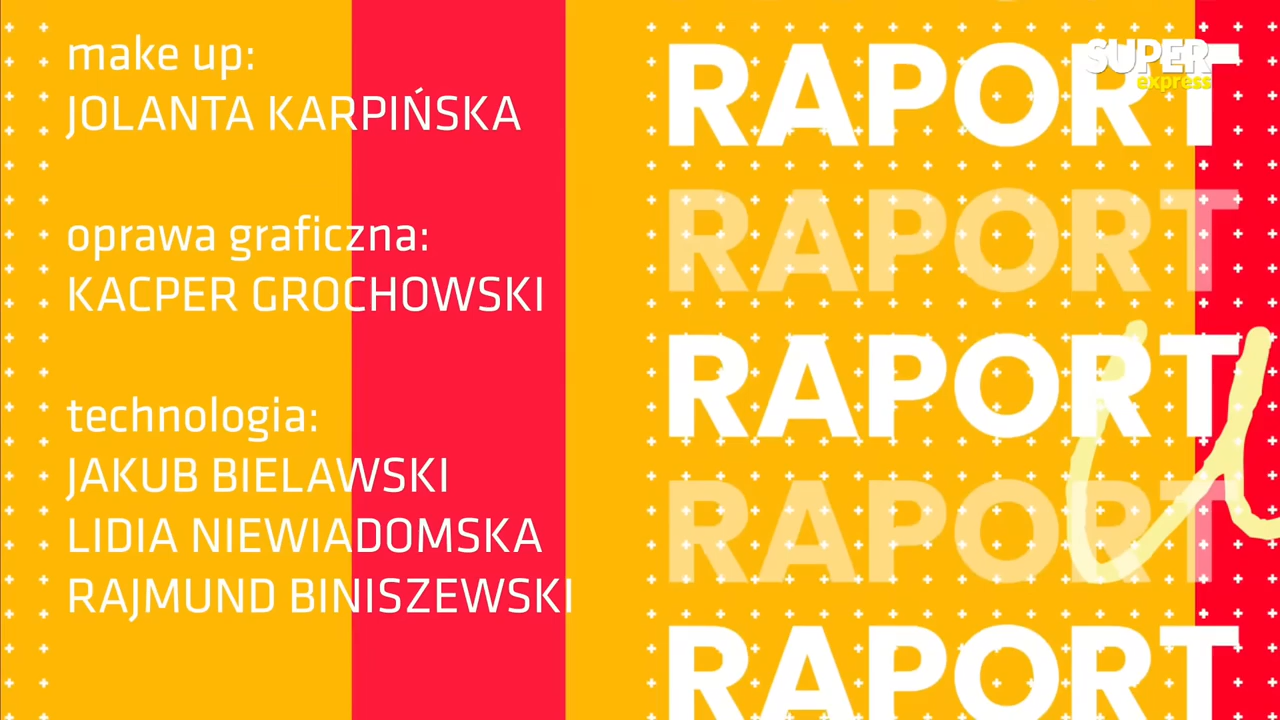 make up:
JOLANTA KARPIŃSKA
oprawa graficzna:
KACPER GROCHOWSKI
technologia:
JAKUB BIELAWSKI
LIDIA NIEWIADOMSKA
RAJMUND BINISZEWSKI
RAPORT
RAPORT
RAPORT
RAPORT
RAPORT
SUPER
express